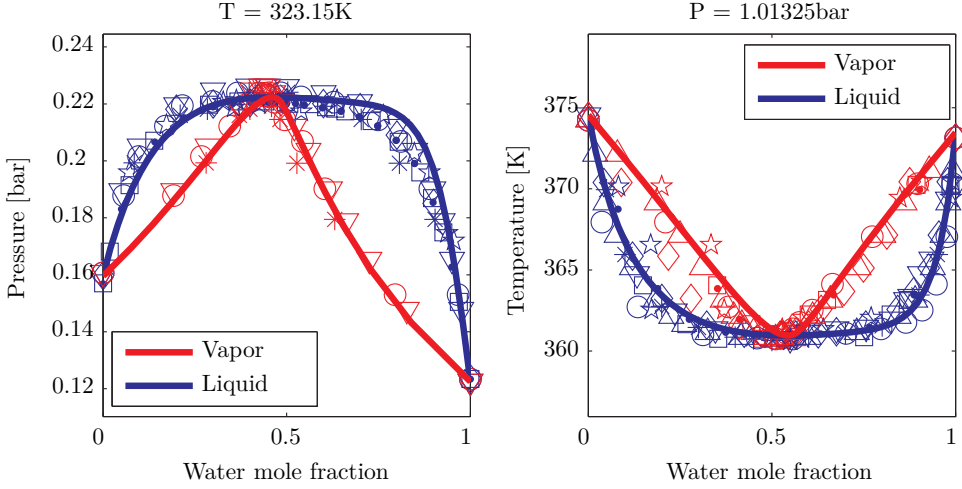 T = 323.15K
0.24
0.22
0.2
0.18
0.16
0.14
0.12
Pressure [bar]
Vapor
Liquid
0
0.5
1
Water mole fraction
P = 1.01325bar
375
370
365
360
Temperature [K]
Vapor
Liquid
0
0.5
1
Water mole fraction